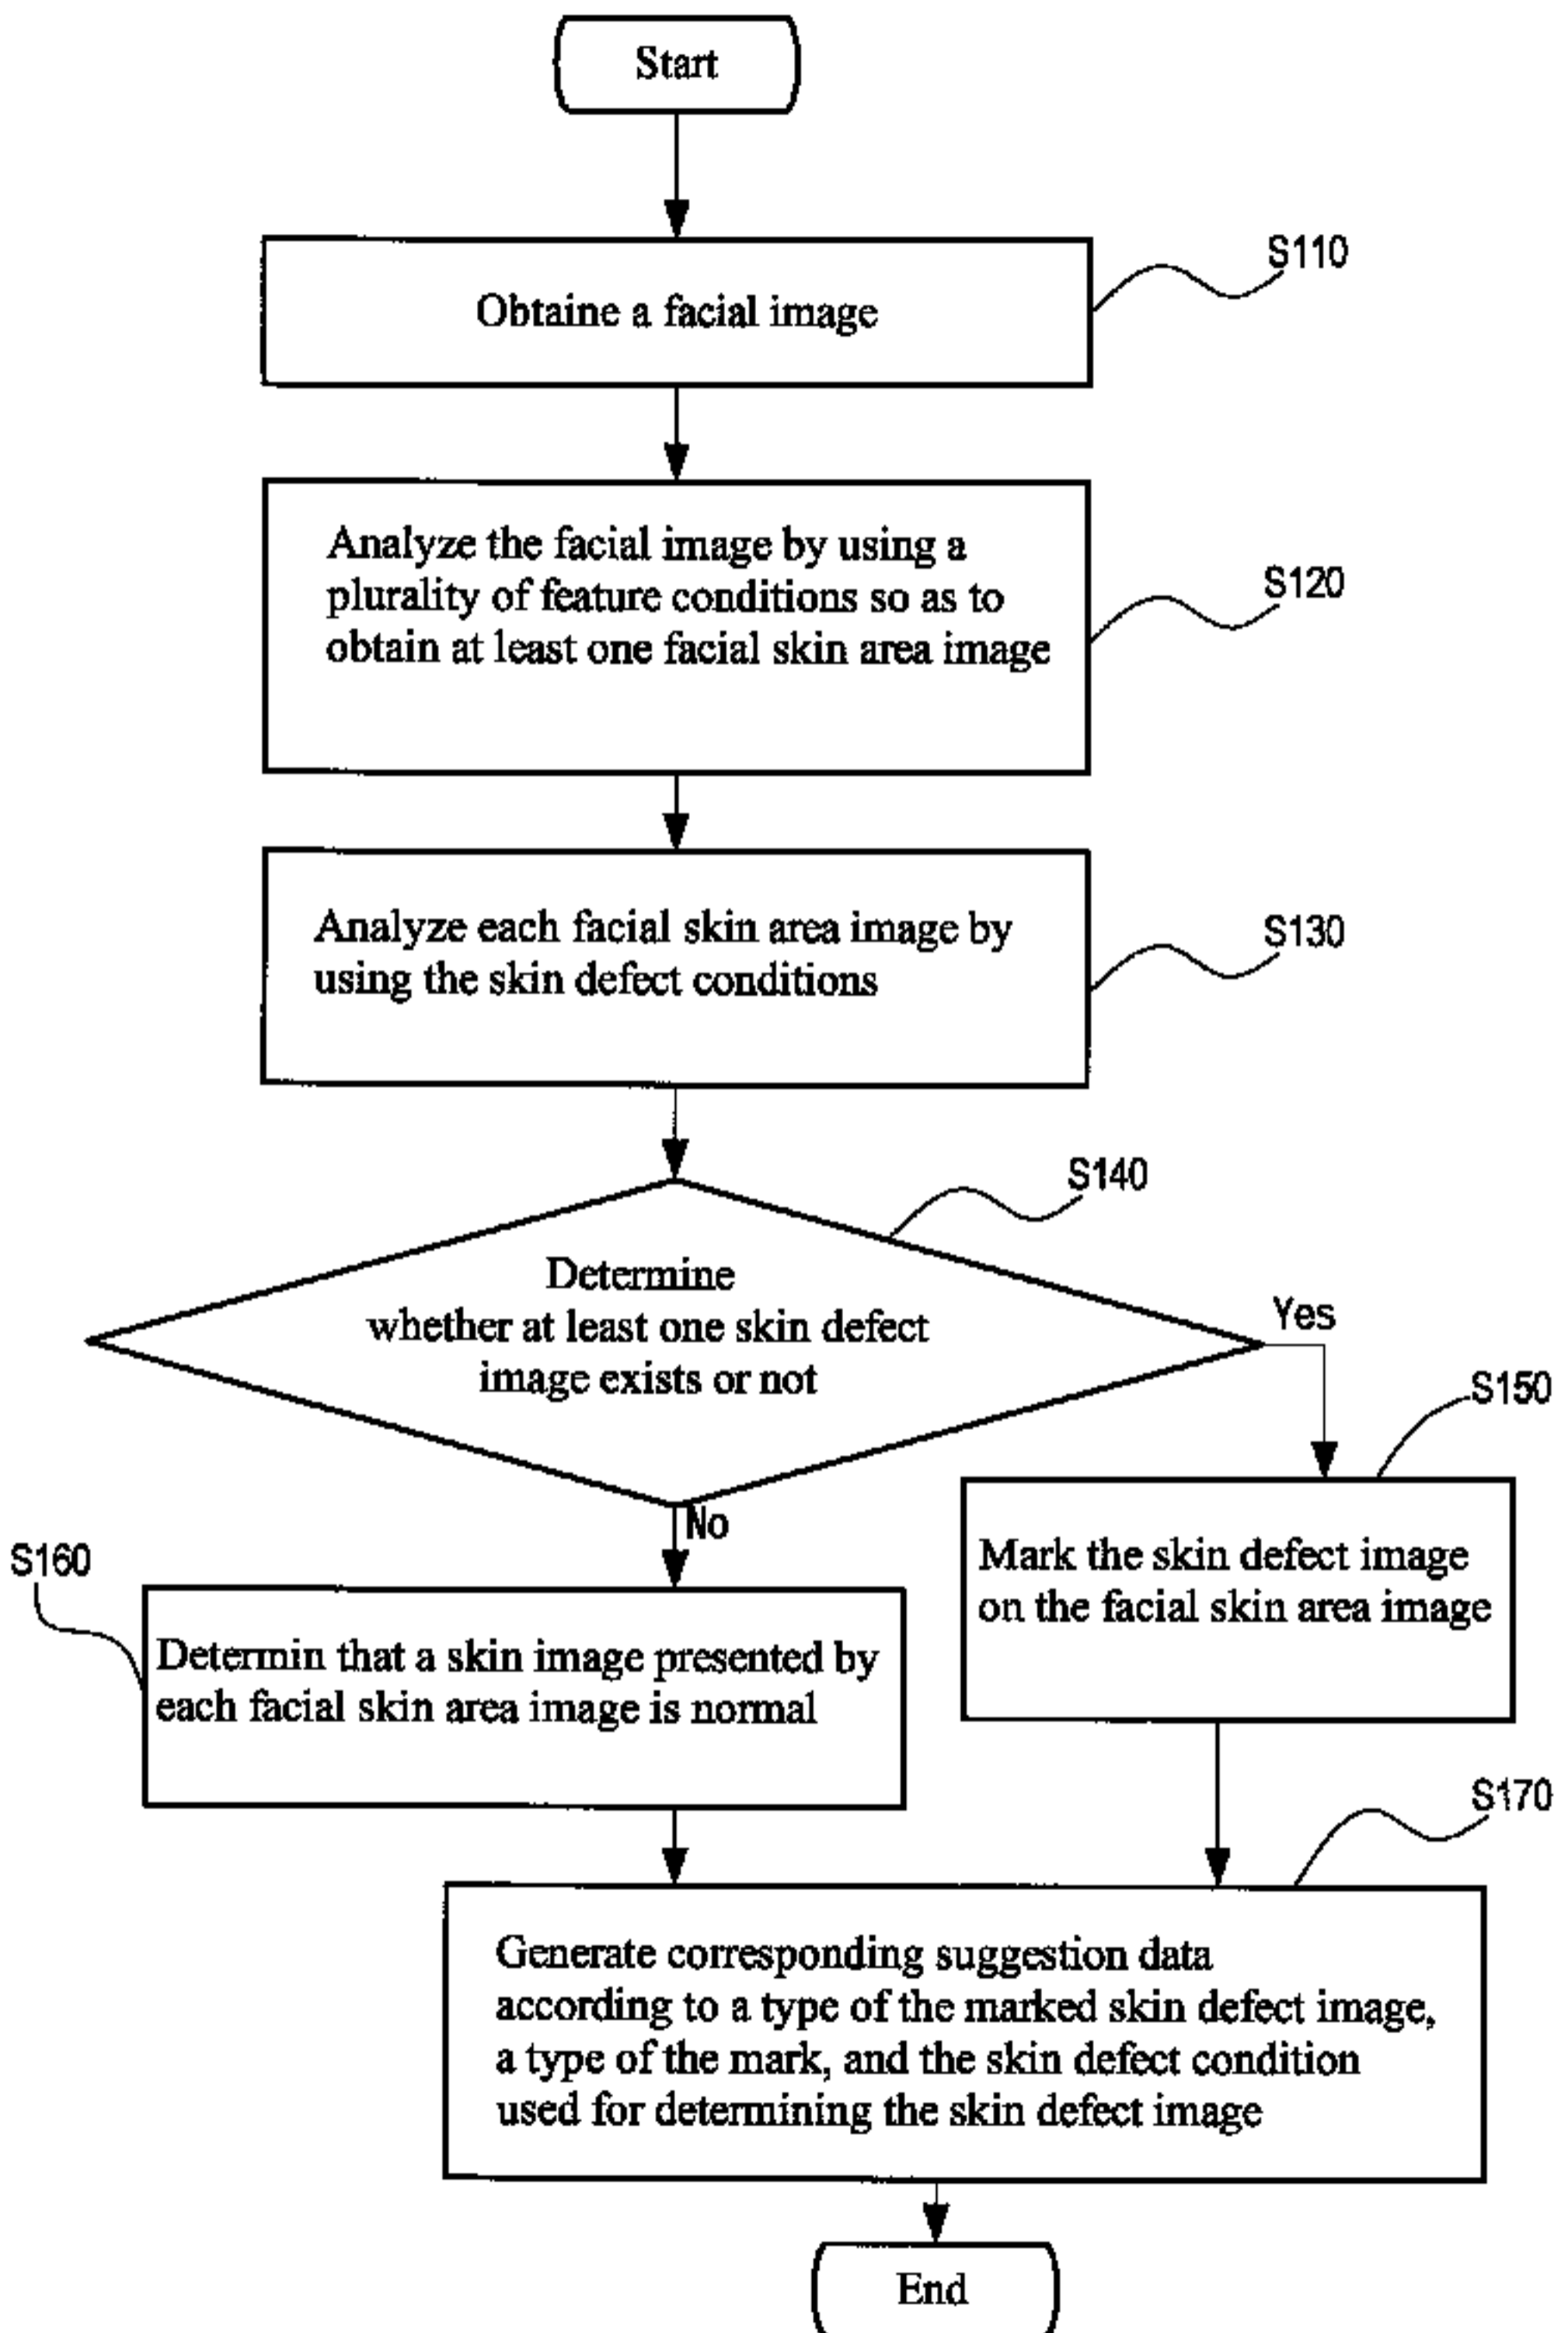 Start
S110
Obtaine a facial image
Analyze the facial image by using a
plurality of feature conditions so as to
obtain at least one facial skin area image
S120
Analyze each facial skin area image by
using the skin defect conditions
S130
S140
Determine
whether at least one skin defect
image exists or not
Yes
No
S150
Mark the skin defect image
on the facial skin area image
S160
Determin that a skin image presented by
each facial skin area image is normal
S170
Generate corresponding suggestion data
according to a type of the marked skin defect image,
a type of the mark, and the skin defect condition
used for determining the skin defect image
End